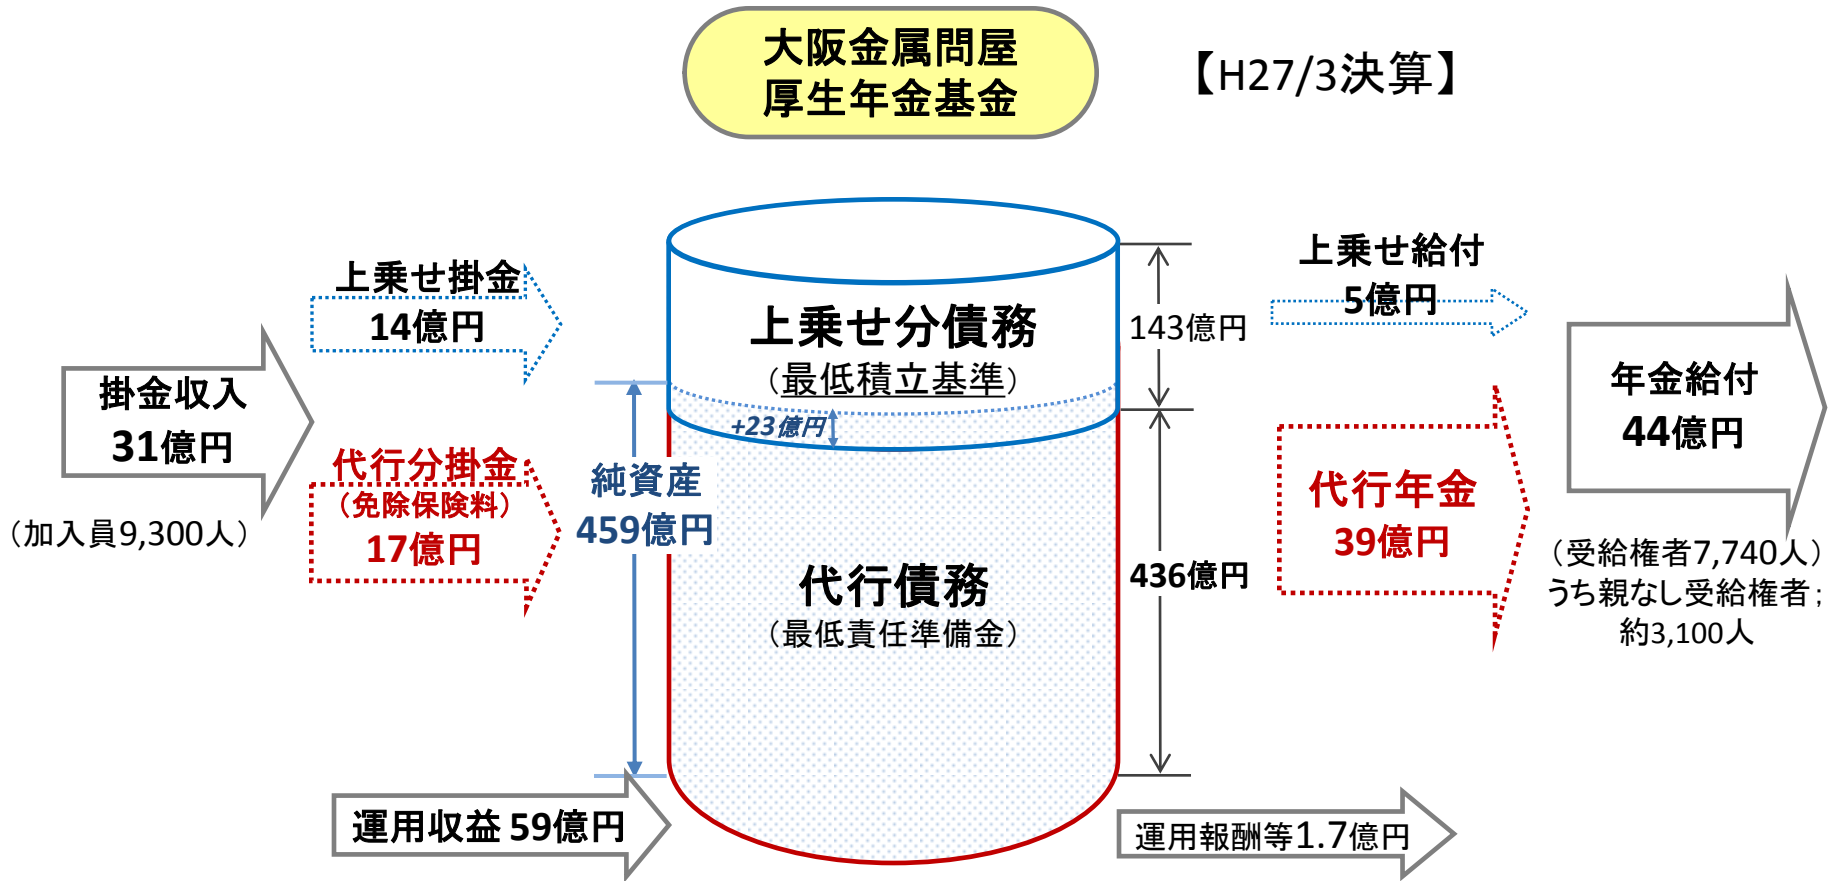 大阪金属問屋
厚生年金基金
【H27/3決算】
上乗せ掛金
14億円
掛金収入
31億円
(加入員9,300人)
代行分掛金
(免除保険料)
17億円
純資産
459億円
上乗せ分債務
(最低積立基準)
+23億円
代行債務
(最低責任準備金)
143億円
436億円
上乗せ給付
5億円
代行年金
39億円
年金給付
44億円
(受給権者7,740人)
うち親なし受給権者;
約3,100人
運用収益 59億円
運用報酬等1.7億円